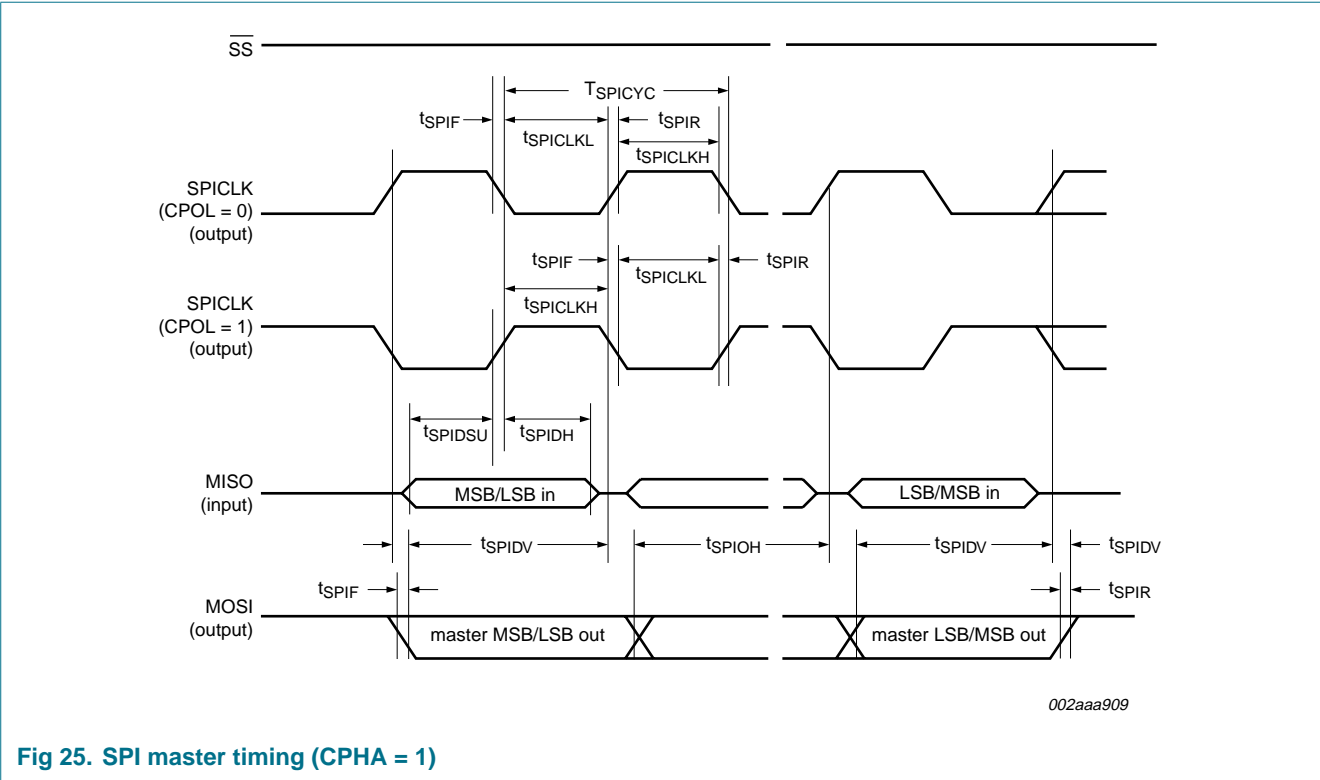 SS
TSPICYC
tSPIF
tSPICLKL
tSPIR
tSPICLKH
SPICLK
(CPOL = 0)
(output)
tSPIF
tSPICLKL
tSPIR
tSPICLKH
SPICLK
(CPOL = 1)
(output)
tSPIDSU
tSPIDH
MISO
(input)
MSB/LSB in
LSB/MSB in
tSPIDV
tSPIOH
tSPIDV
tSPIDV
tSPIF
tSPIR
MOSI
(output)
master MSB/LSB out
master LSB/MSB out
002aaa909
Fig 25. SPI master timing (CPHA = 1)